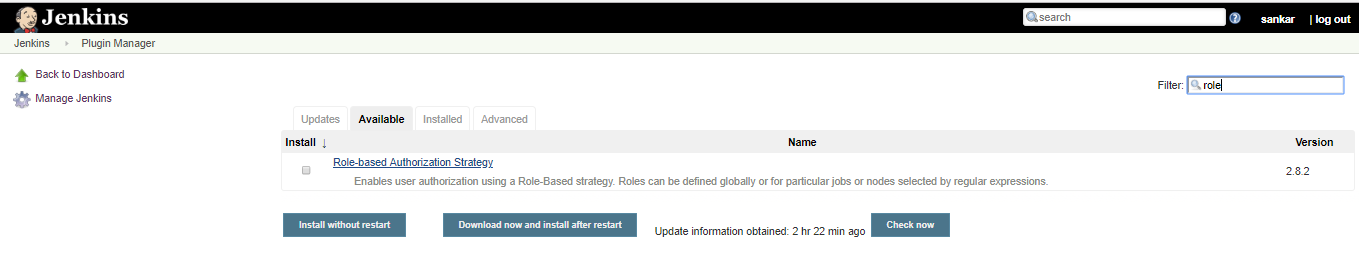 Jenkins
search
sankar
| log out
Jenkins
Plugin Manager
Back to Dashboard
Manage Jenkins
Filter: role
Updates
Available
Installed
Advanced
Install ↓
Name
Version
Role-based Authorization Strategy
Enables user authorization using a Role-Based strategy. Roles can be defined globally or for particular jobs or nodes selected by regular expressions.
2.8.2
Install without restart
Download now and install after restart
Update information obtained: 2 hr 22 min ago
Check now